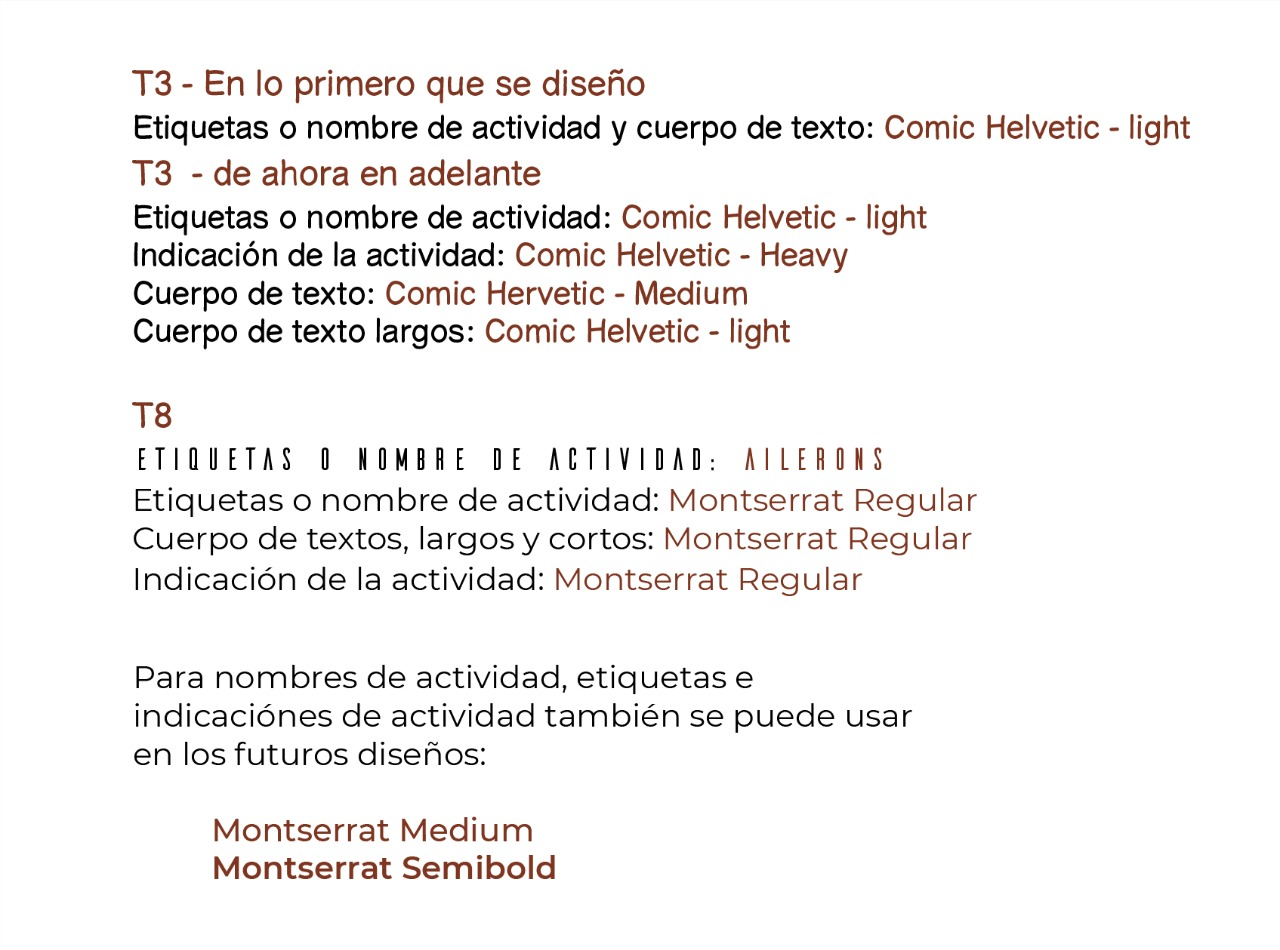 T3 - En lo primero que se diseño
Etiquetas o nombre de actividad y cuerpo de texto: Comic Helvetic - light
T3 - de ahora en adelante
Etiquetas o nombre de actividad: Comic Helvetic - light
Indicación de la actividad: Comic Helvetic - Heavy
Cuerpo de texto: Comic Hervetic - Medium
Cuerpo de texto largos: Comic Helvetic - light
T8
ETIQUETAS O NOMBRE DE ACTIVIDAD: AILERONS
Etiquetas o nombre de actividad: Montserrat Regular
Cuerpo de textos, largos y cortos: Montserrat Regular
Indicación de la actividad: Montserrat Regular
Para nombres de actividad, etiquetas e
indicaciónes de actividad también se puede usar
en los futuros diseños:
Montserrat Medium
Montserrat Semibold